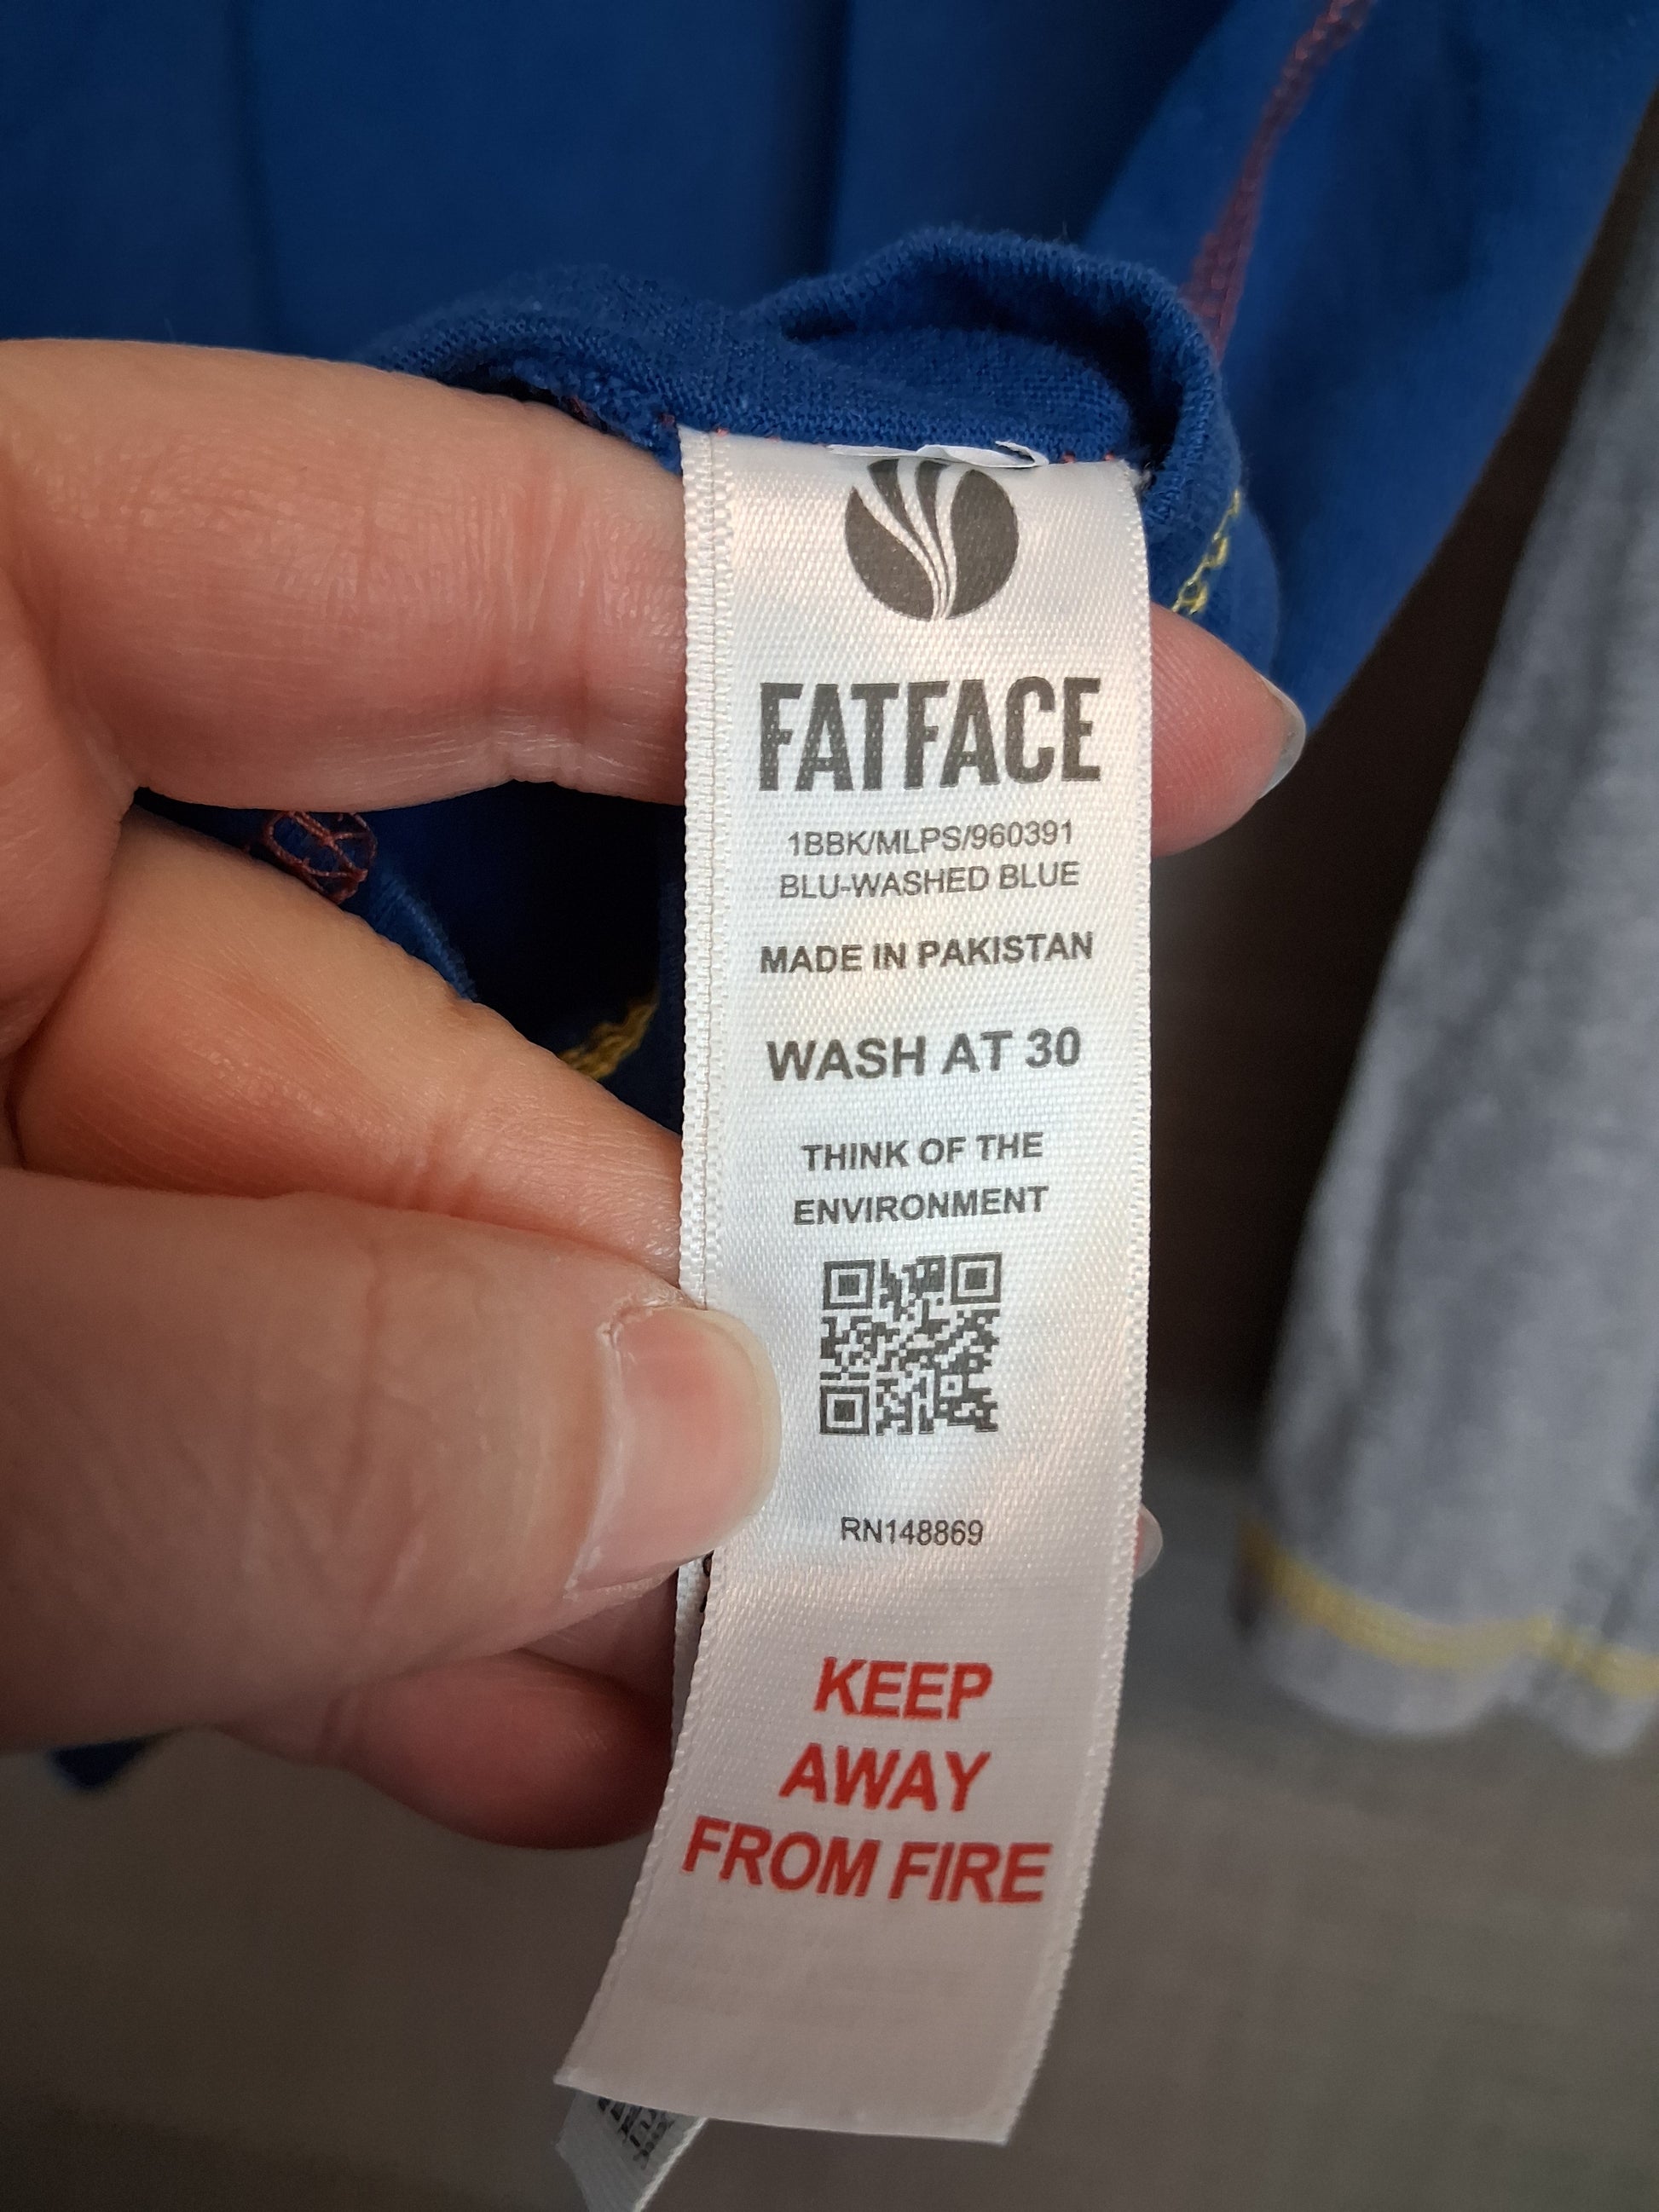 FATFACE
1BBK/MLPS/960391
BLU-WASHED BLUE
MADE IN PAKISTAN
WASH AT 30
THINK OF THE
ENVIRONMENT
RN148869
KEEP
AWAY
FROM FIRE